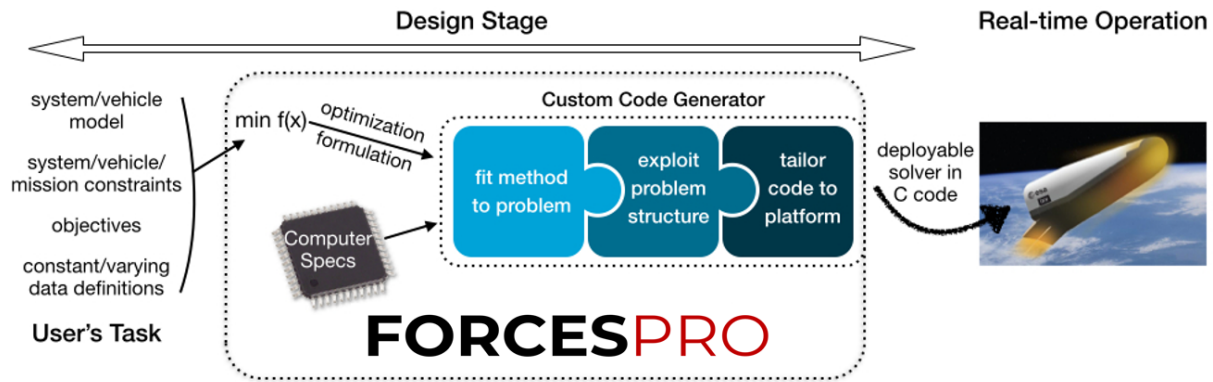 Design Stage
Real-time Operation
system/vehicle
model
system/vehicle/
mission constraints
objectives
constant/varying
data definitions
User's Task
min f(x)
optimization
formulation
Computer
Specs
Custom Code Generator
fit method
to problem
exploit
problem
structure
tailor
code to
platform
FORCESPRO
deployable
solver in
C code
esa